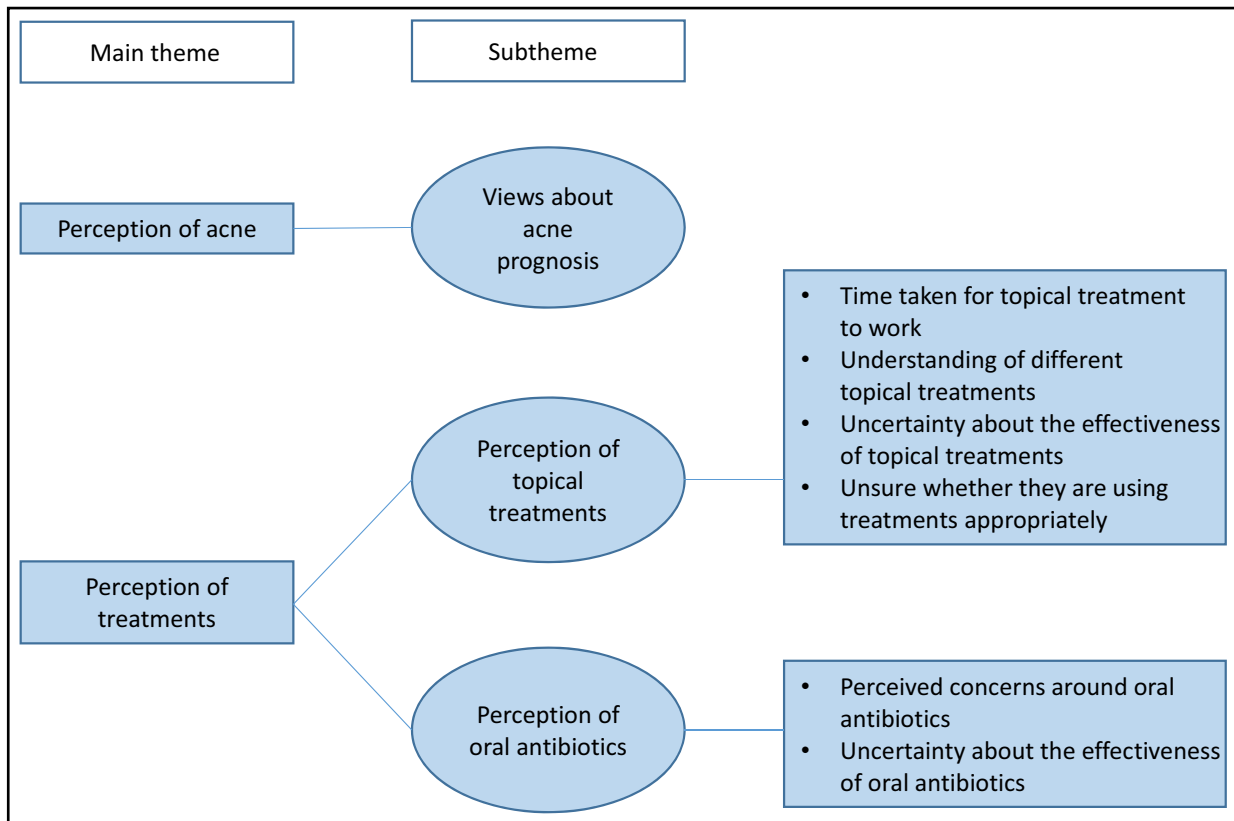 Main theme
Subtheme
Perception of acne
Views about
acne
prognosis
Perception of
treatments
Perception of
topical
treatments
• Time taken for topical treatment
to work
• Understanding of different
topical treatments
• Uncertainty about the effectiveness
of topical treatments
• Unsure whether they are using
treatments appropriately
Perception of
oral antibiotics
• Perceived concerns around oral
antibiotics
• Uncertainty about the effectiveness
of oral antibiotics